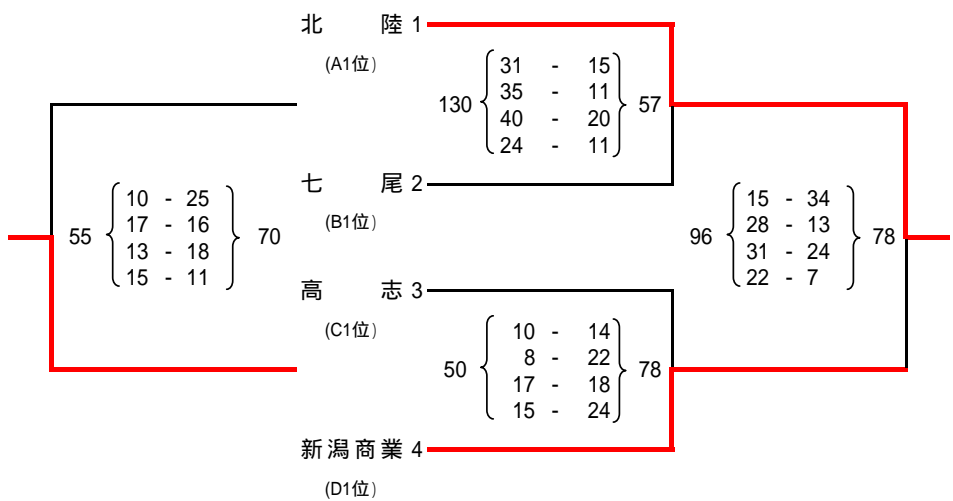 北 陸 1
(A1位)
130 31 - 15 57
35 - 11
40 - 20
24 - 11
七 尾 2
(B1位)
55 10 - 25 70
17 - 16
13 - 18
15 - 11
96 15 - 34 78
28 - 13
31 - 24
22 - 7
高 志 3
(C1位)
50 10 - 14 78
8 - 22
17 - 18
15 - 24
新潟商業 4
(D1位)